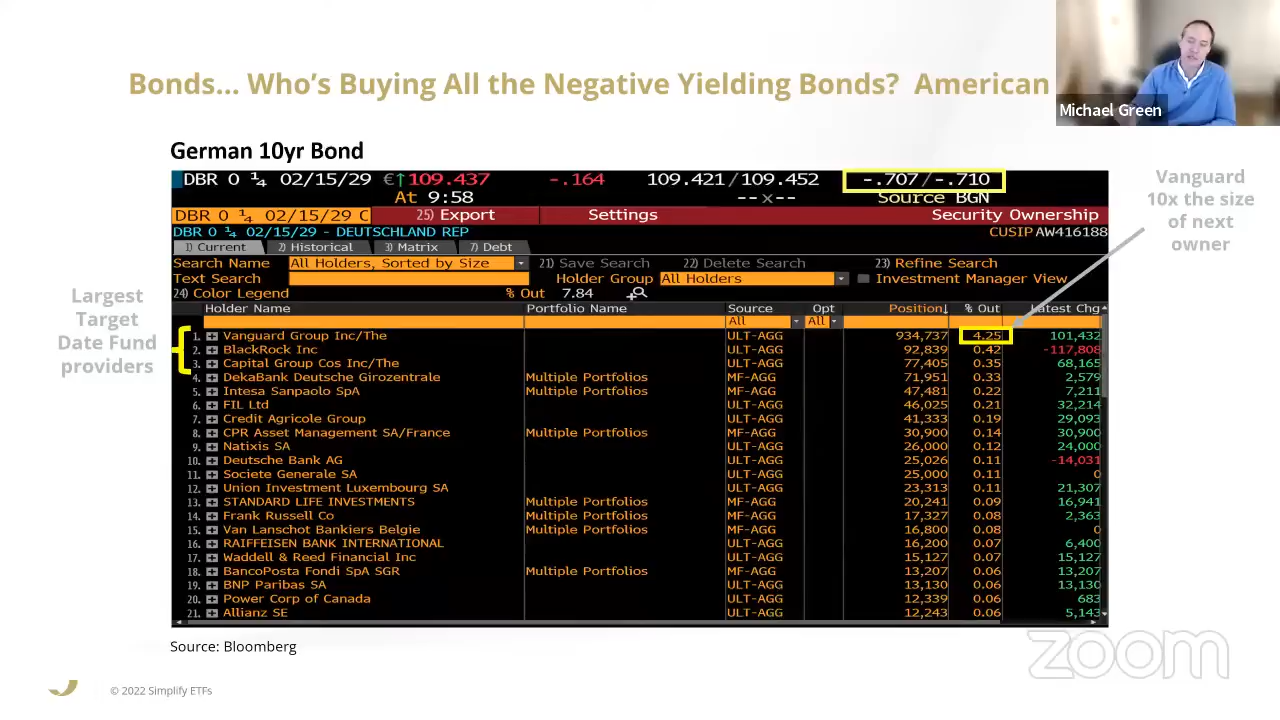 Bonds... Who's Buying All the Negative Yielding Bonds? American
Michael Green
German 10yr Bond
DBR 0 ¼ 02/15/29 €↑109.437 -.164 109.421/109.452 -.707/-.710
At 9:58 --x-- Source BGN
DBR 0 ¼ 02/15/29 C 25) Export Settings Security Ownership
DBR 0 ¼ 02/15/29 - DEUTSCHLAND REP CUSIP AW416188
1) Current 2) Historical 3) Matrix 7) Debt
Search Name All Holders, Sorted by Size 21) Save Search 22) Delete Search 23) Refine Search
Text Search Holder Group All Holders Investment Manager View
24) Color Legend % Out 7.84
Holder Name Portfolio Name Source Opt Position↓ % Out Latest Chg
All All
1. Vanguard Group Inc/The ULT-AGG 934,737 4.25 101,432
2. BlackRock Inc ULT-AGG 92,839 0.42 -117,808
3. Capital Group Cos Inc/The ULT-AGG 77,405 0.35 68,165
4. DekaBank Deutsche Girozentrale Multiple Portfolios MF-AGG 71,951 0.33 2,579
5. Intesa Sanpaolo SpA Multiple Portfolios MF-AGG 47,481 0.22 7,211
6. FIL Ltd ULT-AGG 46,025 0.21 32,214
7. Credit Agricole Group ULT-AGG 41,333 0.19 29,093
8. CPR Asset Management SA/France Multiple Portfolios MF-AGG 30,900 0.14 30,900
9. Natixis SA ULT-AGG 26,000 0.12 24,000
10. Deutsche Bank AG ULT-AGG 25,026 0.11 -14,031
11. Societe Generale SA ULT-AGG 25,000 0.11 0
12. Union Investment Luxembourg SA ULT-AGG 23,313 0.11 21,307
13. STANDARD LIFE INVESTMENTS Multiple Portfolios MF-AGG 20,241 0.09 16,941
14. Frank Russell Co Multiple Portfolios MF-AGG 17,327 0.08 2,363
15. Van Lanschot Bankiers Belgie Multiple Portfolios MF-AGG 16,800 0.08 0
16. RAIFFEISEN BANK INTERNATIONAL ULT-AGG 16,200 0.07 6,400
17. Waddell & Reed Financial Inc ULT-AGG 15,127 0.07 15,127
18. BancoPosta Fondi SpA SGR Multiple Portfolios MF-AGG 13,207 0.06 13,207
19. BNP Paribas SA ULT-AGG 13,130 0.06 13,130
20. Power Corp of Canada ULT-AGG 12,339 0.06 683
21. Allianz SE ULT-AGG 12,243 0.06 5,143
Largest
Target
Date Fund
providers
Vanguard
10x the size
of next
owner
Source: Bloomberg
zoom
© 2022 Simplify ETFs